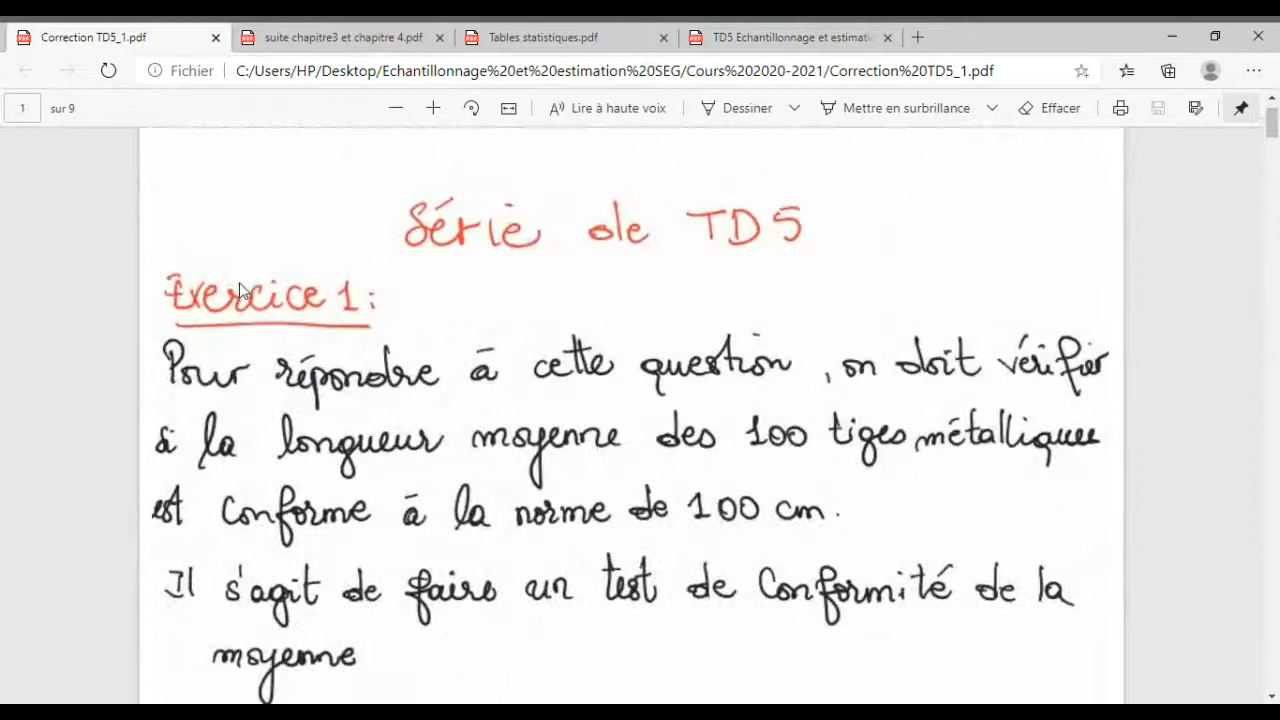 Correction TD5_1.pdf
suite chapitre3 et chapitre 4.pdf
Tables statistiques.pdf
TD5 Echantillonnage et estimati
Fichier
C:/Users/HP/Desktop/Echantillonnage%20et%20estimation%20SEG/Cours%202020-2021/Correction%20TD5_1.pdf
1 sur 9
Lire à haute voix
Dessiner
Mettre en surbrillance
Effacer
Série de TD5
Exercice 1 :
Pour répondre à cette question, on doit vérifier
si la longueur moyenne des 100 tiges métalliques
est conforme à la norme de 100 cm.
Il s'agit de faire un test de conformité de la
moyenne